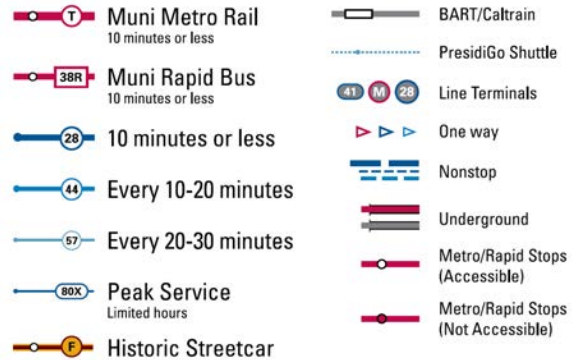 T Muni Metro Rail
10 minutes or less
38R Muni Rapid Bus
10 minutes or less
28 10 minutes or less
44 Every 10-20 minutes
57 Every 20-30 minutes
80X Peak Service
Limited hours
F Historic Streetcar
BART/Caltrain
PresidiGo Shuttle
41 M 28 Line Terminals
One way
Nonstop
Underground
Metro/Rapid Stops
(Accessible)
Metro/Rapid Stops
(Not Accessible)